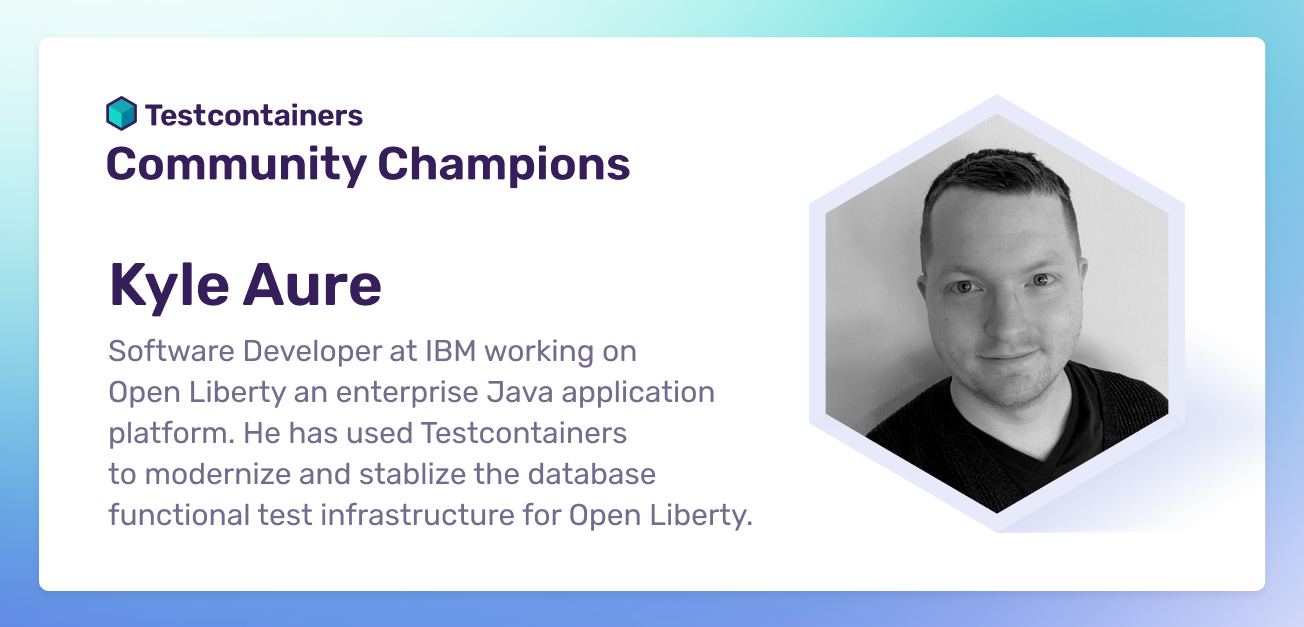 Testcontainers
Community Champions
Kyle Aure
Software Developer at IBM working on
Open Liberty an enterprise Java application
platform. He has used Testcontainers
to modernize and stablize the database
functional test infrastructure for Open Liberty.